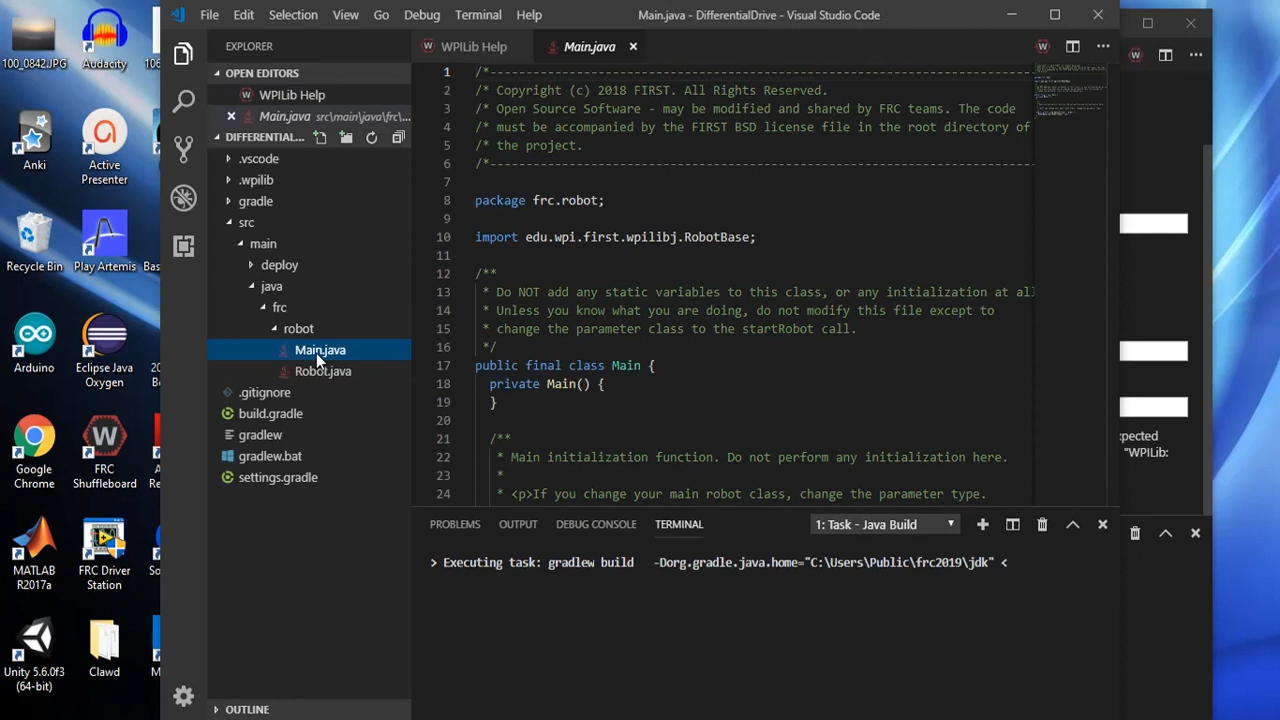 File Edit Selection View Go Debug Terminal Help
Main.java - DifferentialDrive - Visual Studio Code
EXPLORER
OPEN EDITORS
WPILib Help
Main.java src\main\java\frc\...
DIFFERENTIAL...
.vscode
.wpilib
gradle
src
main
deploy
java
frc
robot
Main.java
Robot.java
.gitignore
build.gradle
gradlew
gradlew.bat
settings.gradle
OUTLINE
WPILib Help
Main.java
1 /*----------------------------------------------------------------------------
2 /* Copyright (c) 2018 FIRST. All Rights Reserved.
3 /* Open Source Software - may be modified and shared by FRC teams. The code
4 /* must be accompanied by the FIRST BSD license file in the root directory of
5 /* the project.
6 /*----------------------------------------------------------------------------
7
8 package frc.robot;
9
10 import edu.wpi.first.wpilibj.RobotBase;
11
12 /**
13 * Do NOT add any static variables to this class, or any initialization at all
14 * Unless you know what you are doing, do not modify this file except to
15 * change the parameter class to the startRobot call.
16 */
17 public final class Main {
18 private Main() {
19 }
20
21 /**
22 * Main initialization function. Do not perform any initialization here.
23 *
24 * <p>If you change your main robot class, change the parameter type.
PROBLEMS OUTPUT DEBUG CONSOLE TERMINAL
1: Task - Java Build
> Executing task: gradlew build -Dorg.gradle.java.home="C:\Users\Public\frc2019\jdk" <
xpected
"WPILib:
100_0842.JPG
Audacity
Anki
Active
Presenter
Recycle Bin
Play Artemis
Arduino
Eclipse Java
Oxygen
Google
Chrome
FRC
Shuffleboard
MATLAB
R2017a
FRC Driver
Station
Unity 5.6.0f3
(64-bit)
Clawd